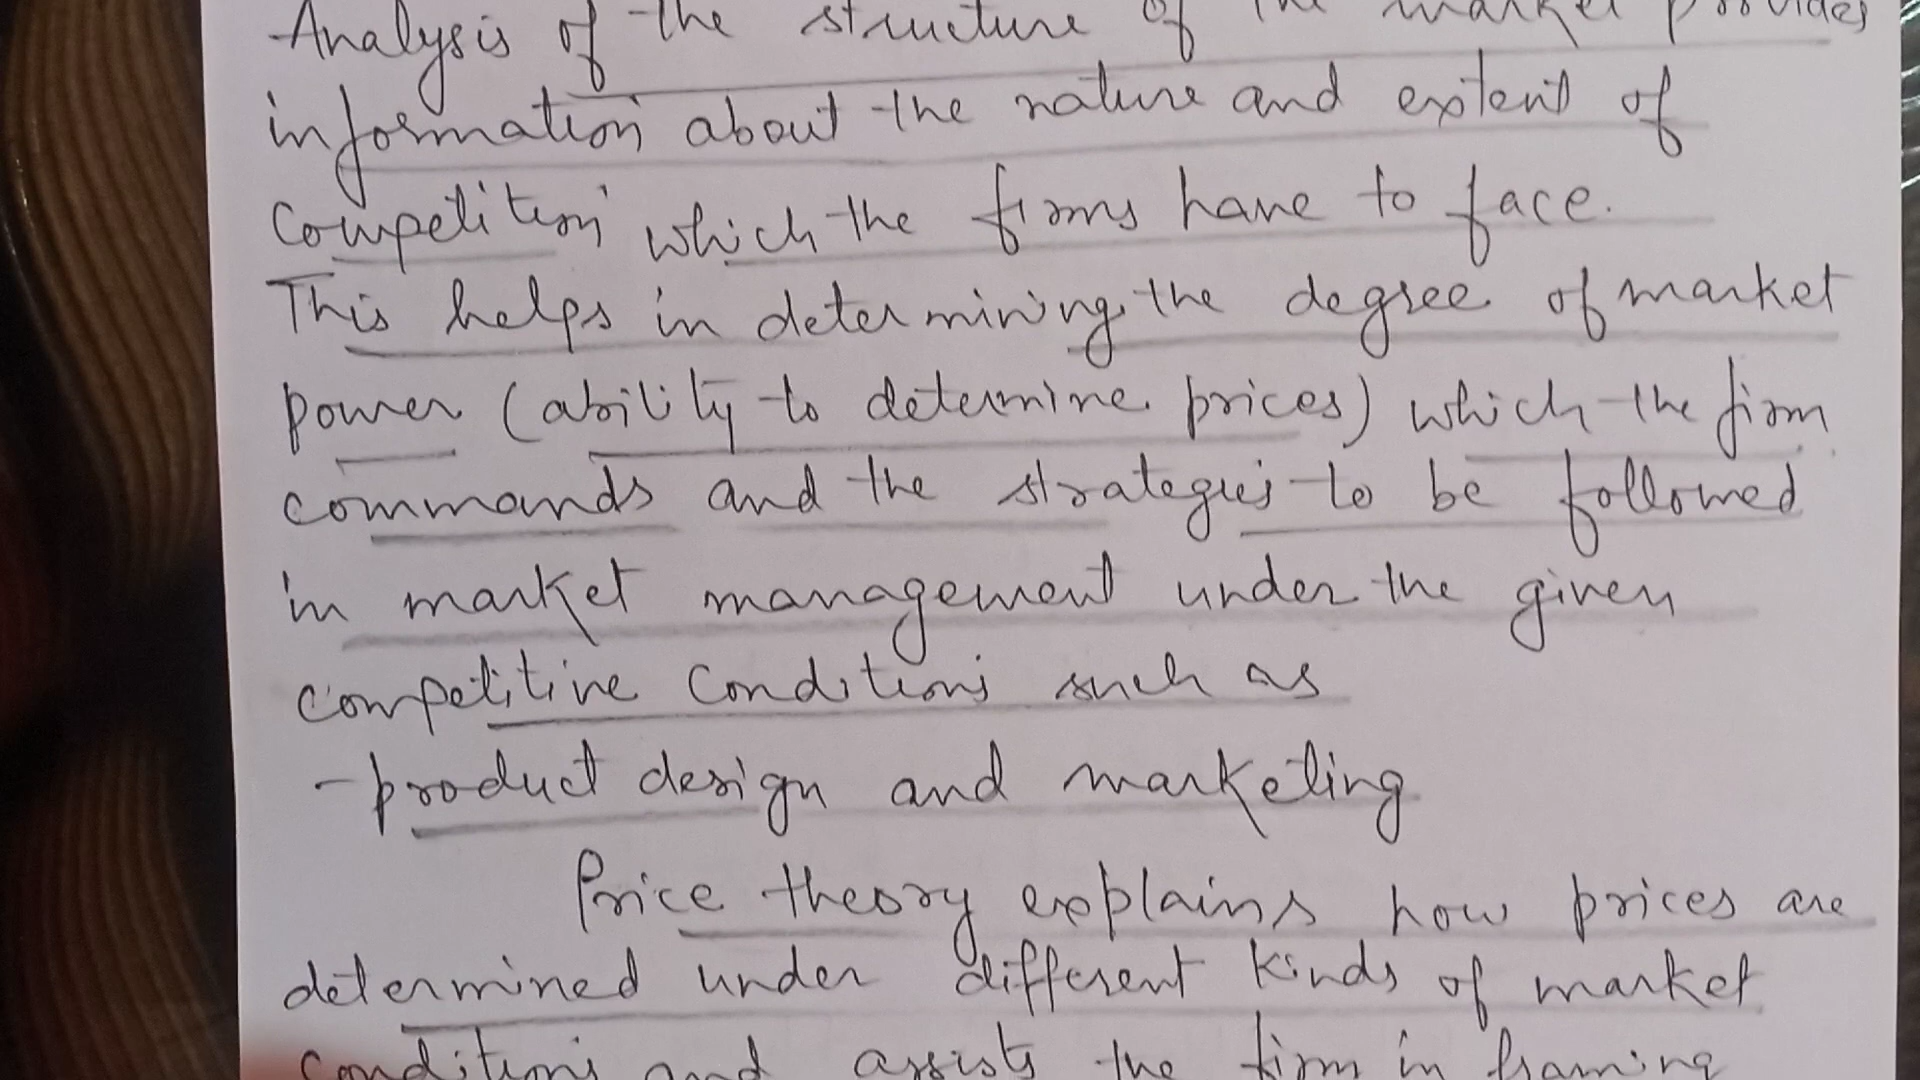 Analysis of the structure of the market provides
information about the nature and extent of
Competition which the firms have to face.
This helps in determining the degree of market
power (ability to determine prices) which the firm
commands and the strategies to be followed
in market management under the given
competitive Conditions such as
- product design and marketing
Price theory explains how prices are
determined under different kinds of market
Conditions and assists the firm in framing